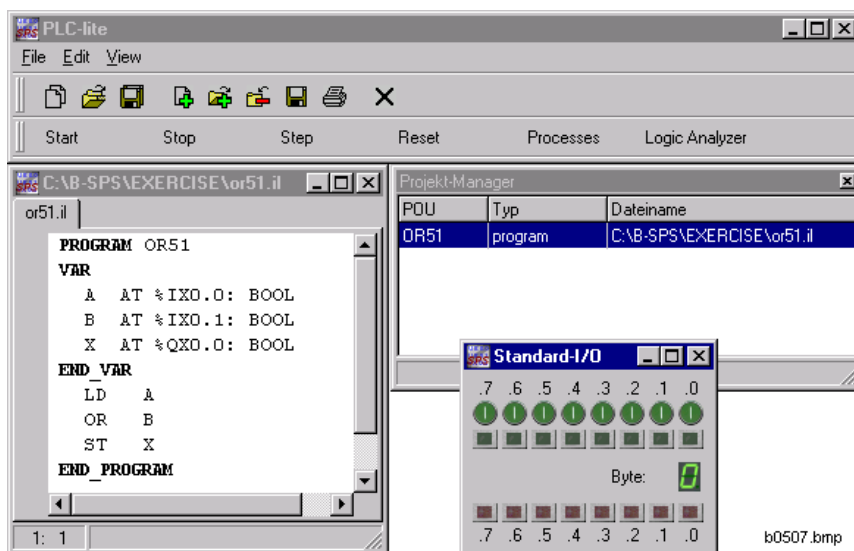 PLC-lite
File Edit View
Start Stop Step Reset Processes Logic Analyzer
C:\B-SPS\EXERCISE\or51.il
or51.il
PROGRAM OR51
VAR
A AT %IX0.0: BOOL
B AT %IX0.1: BOOL
X AT %QX0.0: BOOL
END_VAR
LD A
OR B
ST X
END_PROGRAM
1: 1
Projekt-Manager
POU Typ Dateiname
OR51 program C:\B-SPS\EXERCISE\or51.il
SPS Standard-I/O
.7 .6 .5 .4 .3 .2 .1 .0
Byte: 0
.7 .6 .5 .4 .3 .2 .1 .0
b0507.bmp